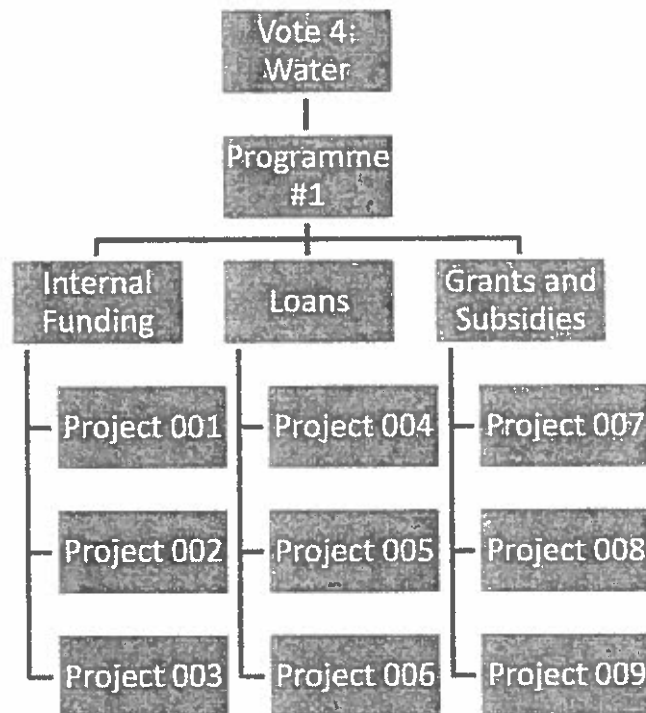 Vote 4:
Water
Programme
#1
Internal
Funding
Loans
Grants and
Subsidies
Project 001
Project 004
Project 007
Project 002
Project 005
Project 008
Project 003
Project 006
Project 009